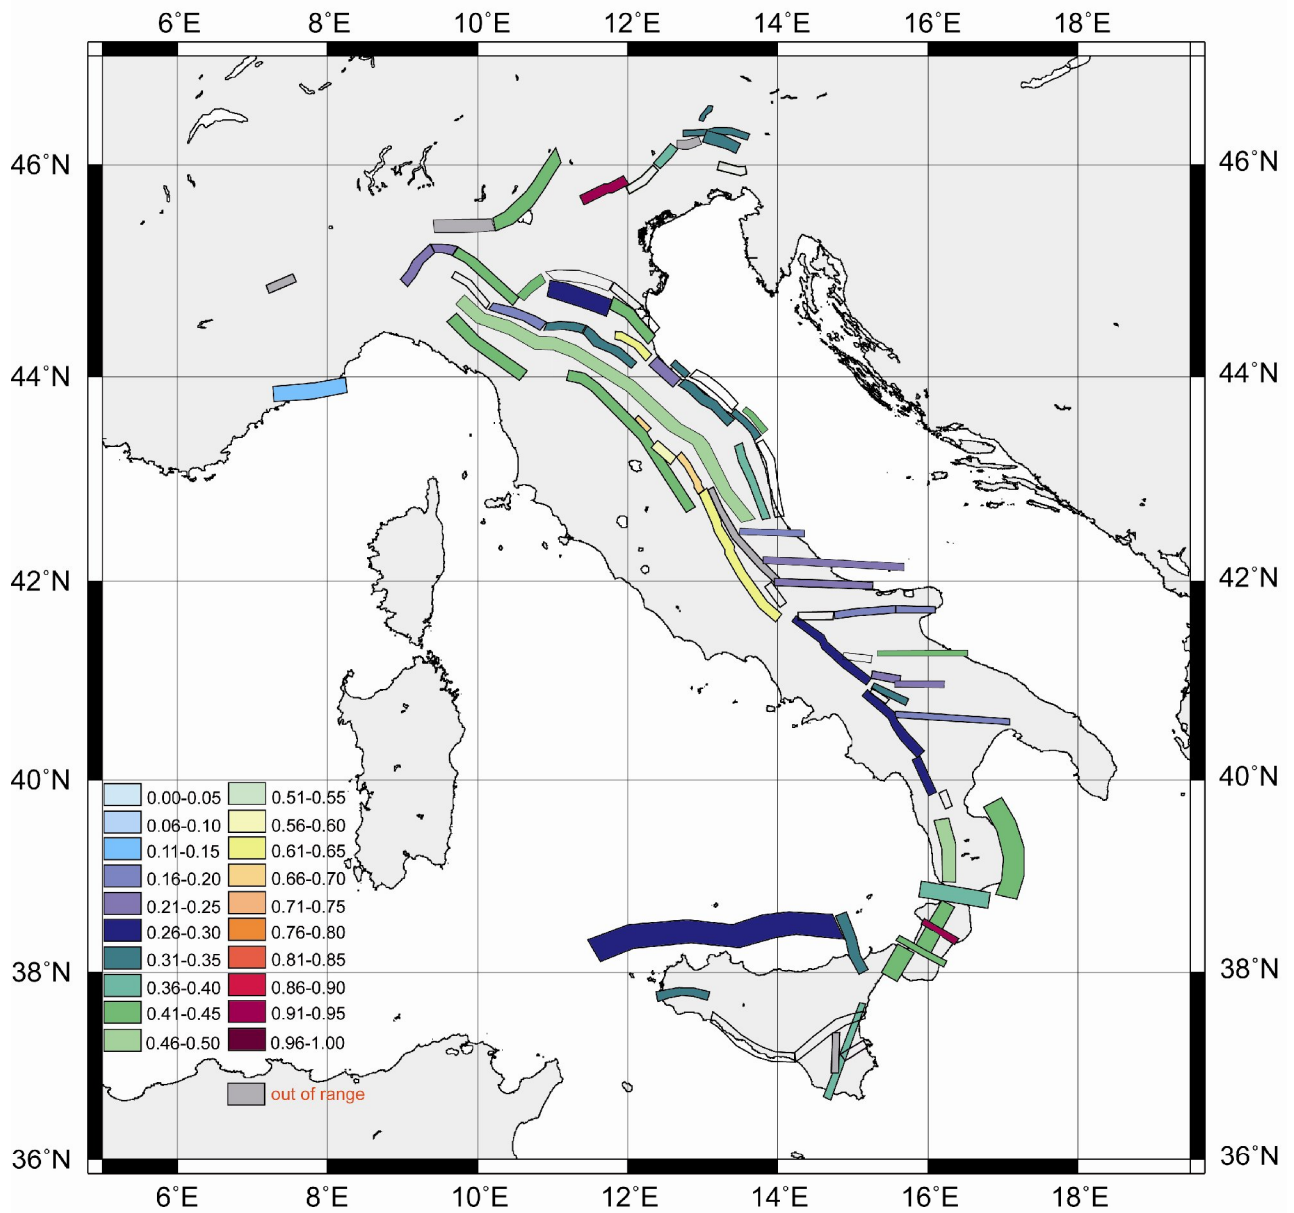 6°E 8°E 10°E 12°E 14°E 16°E 18°E
46°N 46°N
44°N 44°N
42°N 42°N
40°N 40°N
0.00-0.05 0.51-0.55
0.06-0.10 0.56-0.60
0.11-0.15 0.61-0.65
0.16-0.20 0.66-0.70
0.21-0.25 0.71-0.75
0.26-0.30 0.76-0.80
0.31-0.35 0.81-0.85
38°N 38°N
0.36-0.40 0.86-0.90
0.41-0.45 0.91-0.95
0.46-0.50 0.96-1.00
out of range
36°N 36°N
6°E 8°E 10°E 12°E 14°E 16°E 18°E